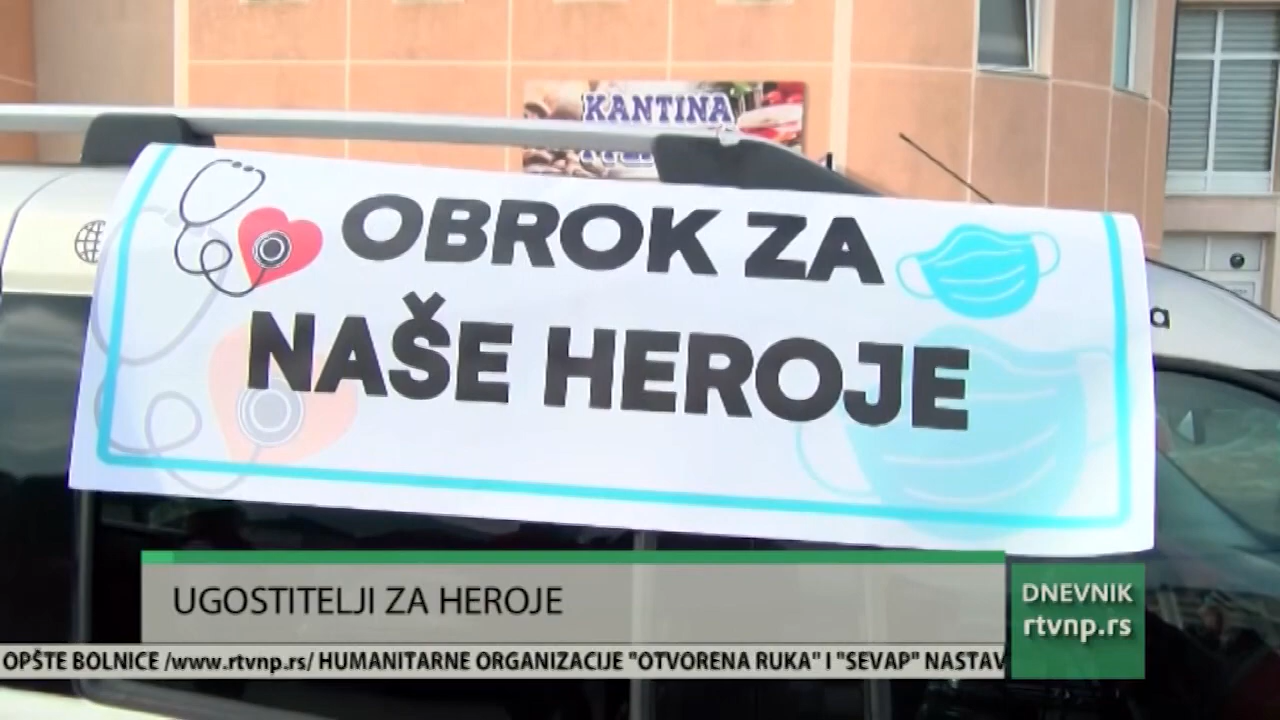 KANTINA
OBROK ZA
NAŠE HEROJE
a
UGOSTITELJI ZA HEROJE
DNEVNIK
rtvnp.rs
OPŠTE BOLNICE /www.rtvnp.rs/ HUMANITARNE ORGANIZACIJE "OTVORENA RUKA" I "SEVAP" NASTAV